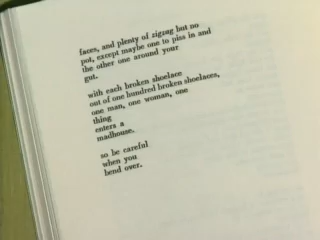 faces, and plenty of zigzag but no
pot, except maybe one to piss in and
the other one around your
gut.
with each broken shoelace
out of one hundred broken shoelaces,
one man, one woman, one
thing
enters a
madhouse.
so be careful
when you
bend over.